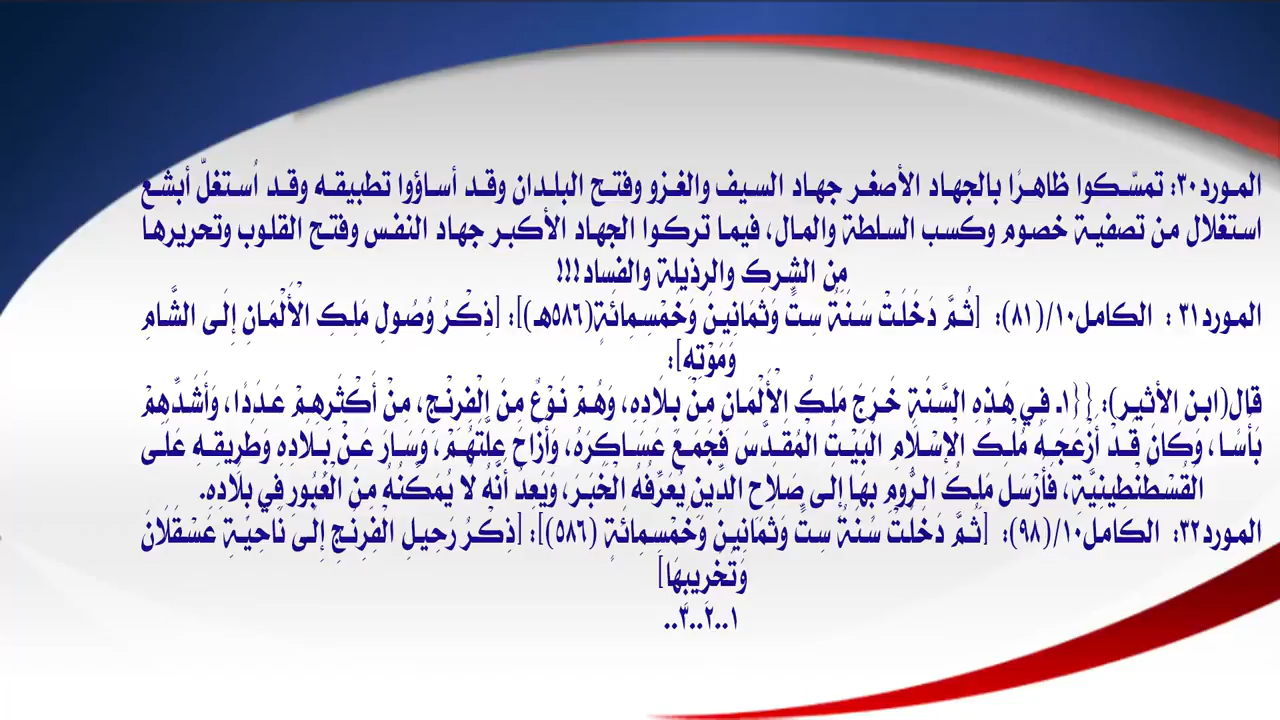 المورد٣٠: تمسّكوا ظاهرًا بالجهاد الأصغر جهاد السيف والغزو وفتح البلدان وقد أساؤوا تطبيقه وقد اُستغلّ أبشع
استغلال من تصفية خصوم وكسب السلطة والمال، فيما تركوا الجهاد الأكبر جهاد النفس وفتح القلوب وتحريرها
مِن الشرك والرذيلة والفساد!!!
المورد٣١ : الكامل١٠/(٨١): [ثُمَّ دَخَلَتْ سَنَةُ سِتٍّ وَثَمَانِينَ وَخَمْسِمِائَةٍ(٥٨٦هـ)]: [ذِكْرُ وُصُولِ مَلِكِ الْأَلْمَانِ إِلَى الشَّامِ
وَمَوْتِهِ]:
قال(ابن الأثير): {{١ـ فِي هَذِهِ السَّنَةِ خَرَجَ مَلِكُ الْأَلْمَانِ مِنْ بِلَادِهِ، وَهُمْ نَوْعٌ مِنَ الْفِرِنْجِ، مِنْ أَكْثَرِهِمْ عَدَدًا، وَأَشَدِّهِمْ
بَأْسًا، وَكَانَ قَدْ أَزْعَجَهُ مُلْكُ الْإِسْلَامِ الْبَيْتَ الْمُقَدَّسَ فَجَمَعَ عَسَاكِرَهُ، وَأَزَاحَ عِلَّتَهُمْ، وَسَارَ عَنْ بِلَادِهِ وَطَرِيقِهِ عَلَى
الْقُسْطَنْطِينِيَّةِ، فَأَرْسَلَ مَلِكُ الرُّومِ بِهَا إِلَى صَلَاحِ الدِّينِ يُعَرِّفُهُ الْخَبَرَ، وَيَعِدُ أَنَّهُ لَا يُمَكِّنُهُ مِنَ الْعُبُورِ فِي بِلَادِهِ.
المورد٣٢: الكامل١٠/(٩٨): [ثُمَّ دَخَلَتْ سَنَةُ سِتٍّ وَثَمَانِينَ وَخَمْسِمِائَةٍ (٥٨٦)]: [ذِكْرُ رَحِيلِ الْفِرِنْجِ إِلَى نَاحِيَةِ عَسْقَلَانَ
وَتَخْرِيبِهَا]
١..٢..٣..